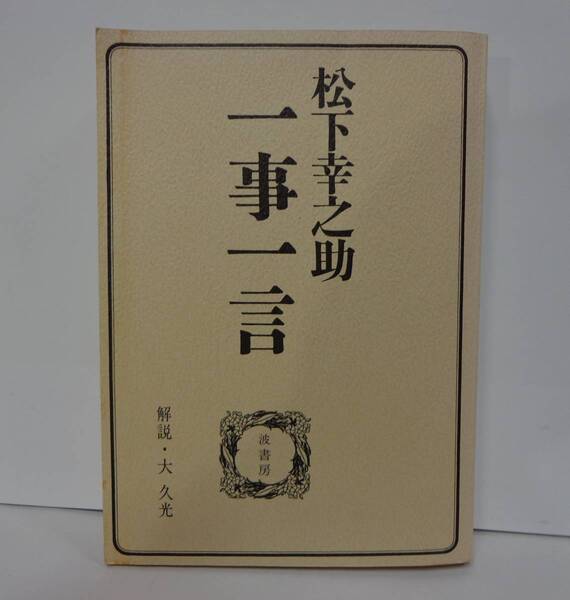 松下幸之助
一事一言
波書房
解説・大久光